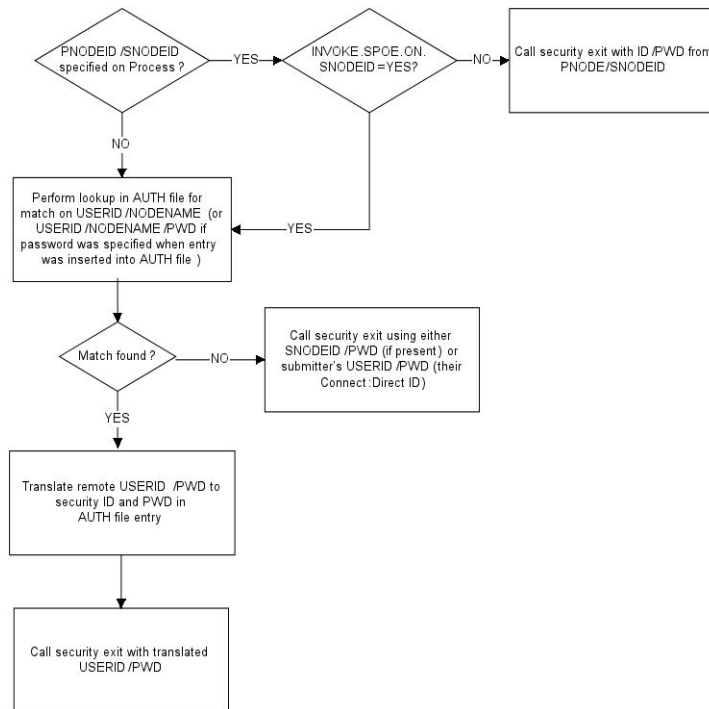 PNODEID /SNODEID
specified on Process ?
YES
INVOKE.SPOE.ON.
SNODEID =YES?
NO
Call security exit with ID /PWD from
PNODE/SNODEID
NO
Perform lookup in AUTH file for
match on USERID /NODENAME (or
USERID /NODENAME /PWD if
password was specified when entry
was inserted into AUTH file )
YES
Match found ?
NO
Call security exit using either
SNODEID /PWD (if present ) or
submitter's USERID /PWD (their
Connect :Direct ID )
YES
Translate remote USERID /PWD to
security ID and PWD in
AUTH file entry
Call security exit with translated
USERID /PWD